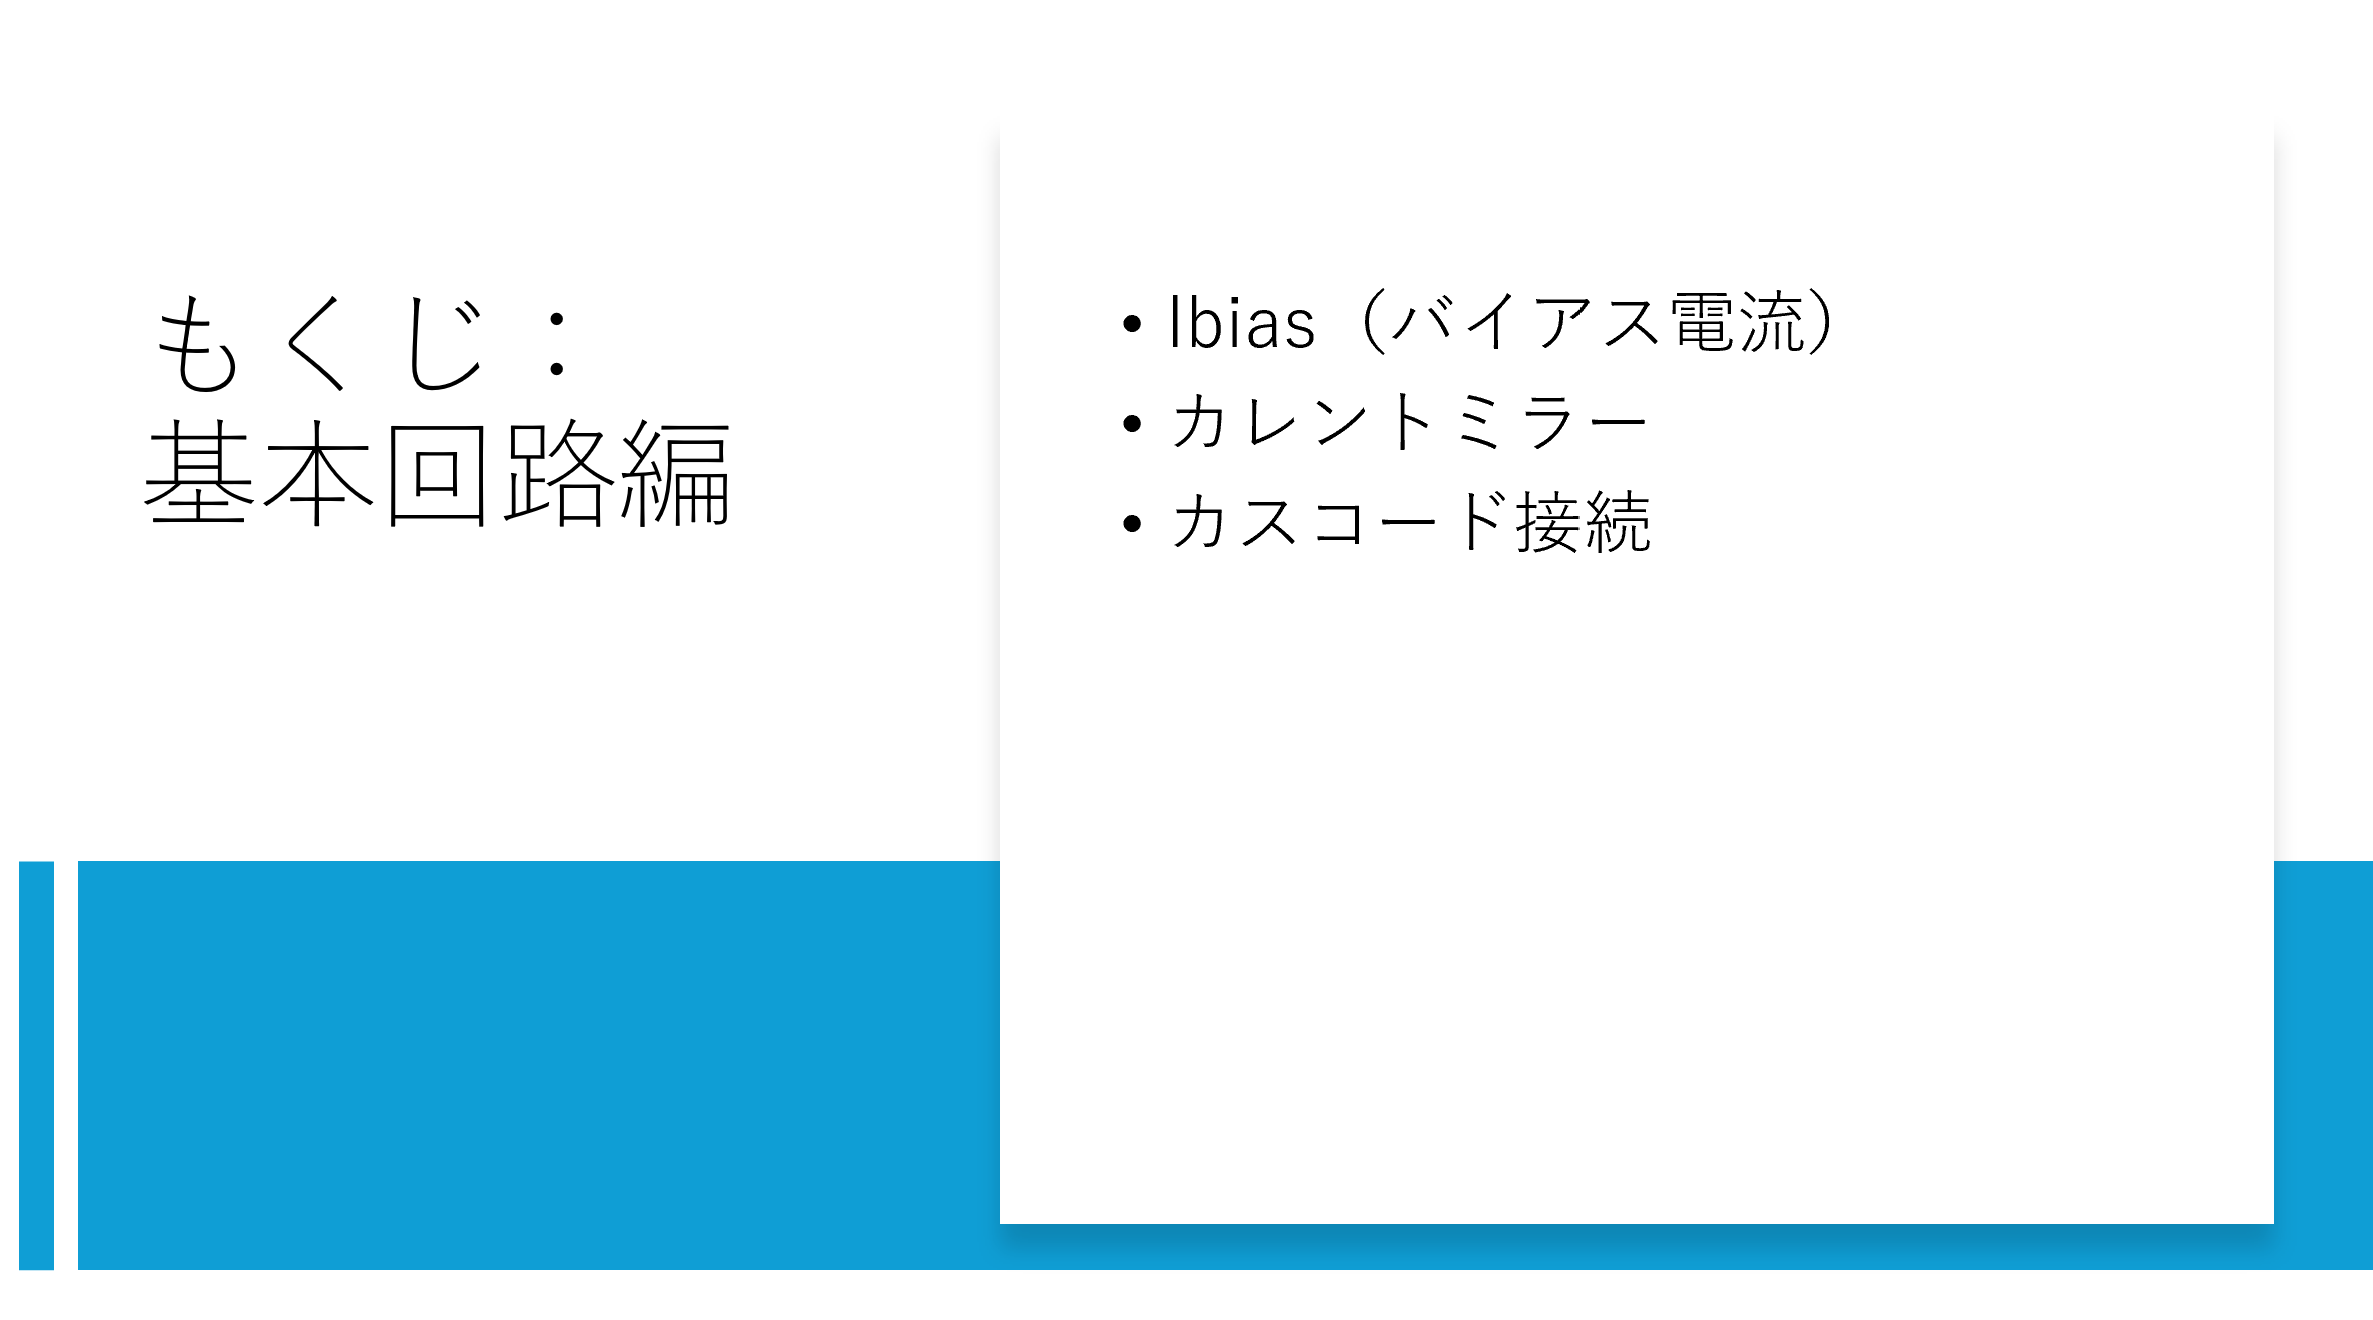 もくじ：
基本回路編
• Ibias（バイアス電流）
• カレントミラー
• カスコード接続